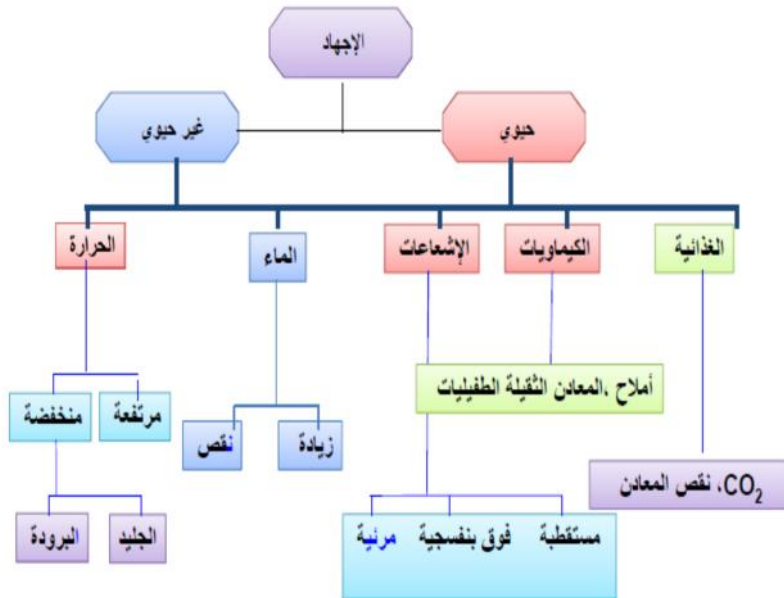 الإجهاد
حيوي
غير حيوي
الغذائية
الكيماويات
الإشعاعات
الماء
الحرارة
أملاح ،المعادن الثقيلة الطفيليات
مرتفعة
منخفضة
زيادة
نقص
CO2، نقص المعادن
مستقطبة
فوق بنفسجية
مرئية
الجليد
البرودة